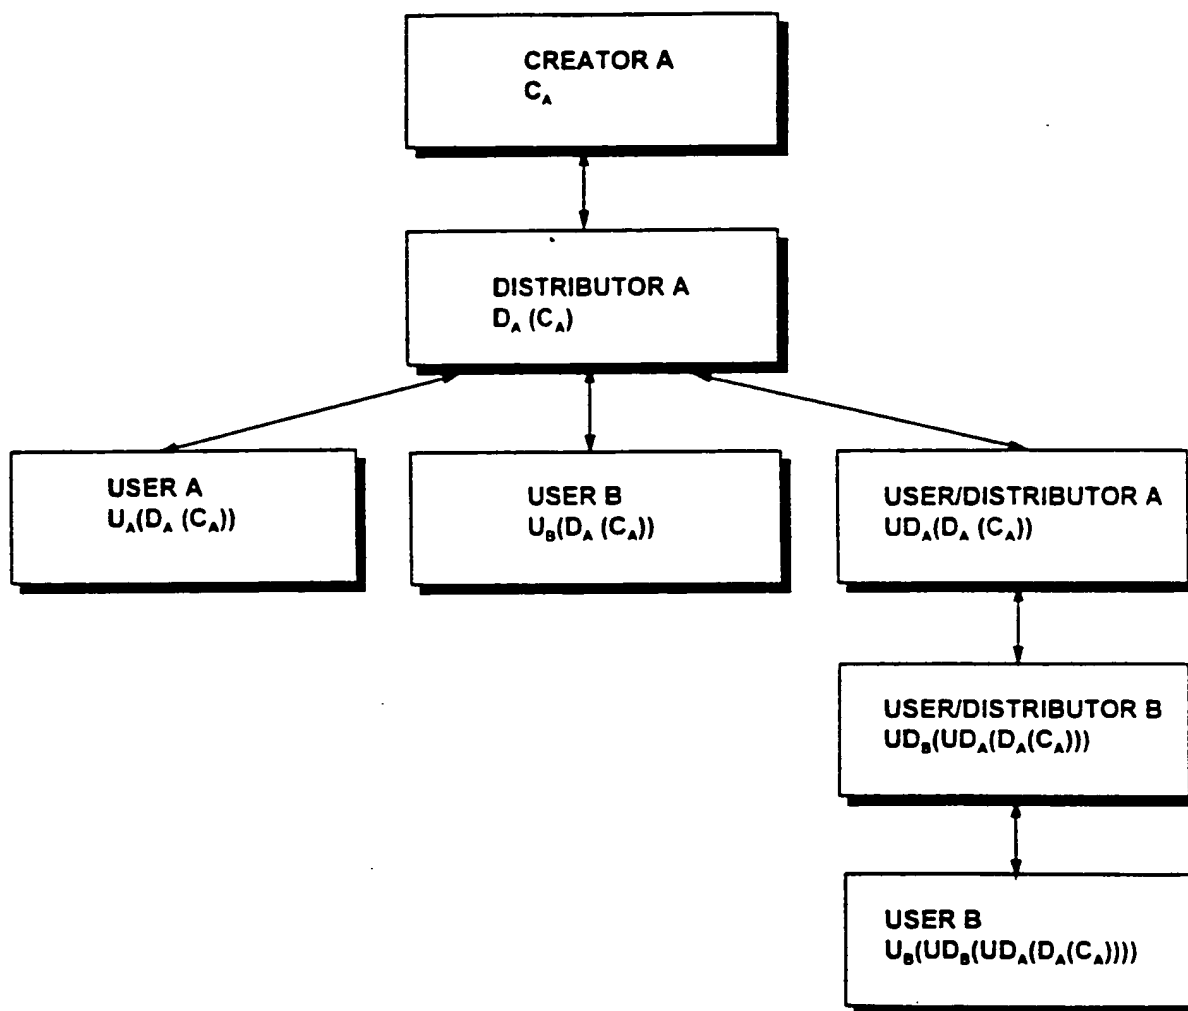 CREATOR A
C_A
DISTRIBUTOR A
D_A (C_A)
USER A
U_A(D_A (C_A))
USER B
U_B(D_A (C_A))
USER/DISTRIBUTOR A
UD_A(D_A (C_A))
USER/DISTRIBUTOR B
UD_B(UD_A(D_A(C_A)))
USER B
U_B(UD_B(UD_A(D_A(C_A))))